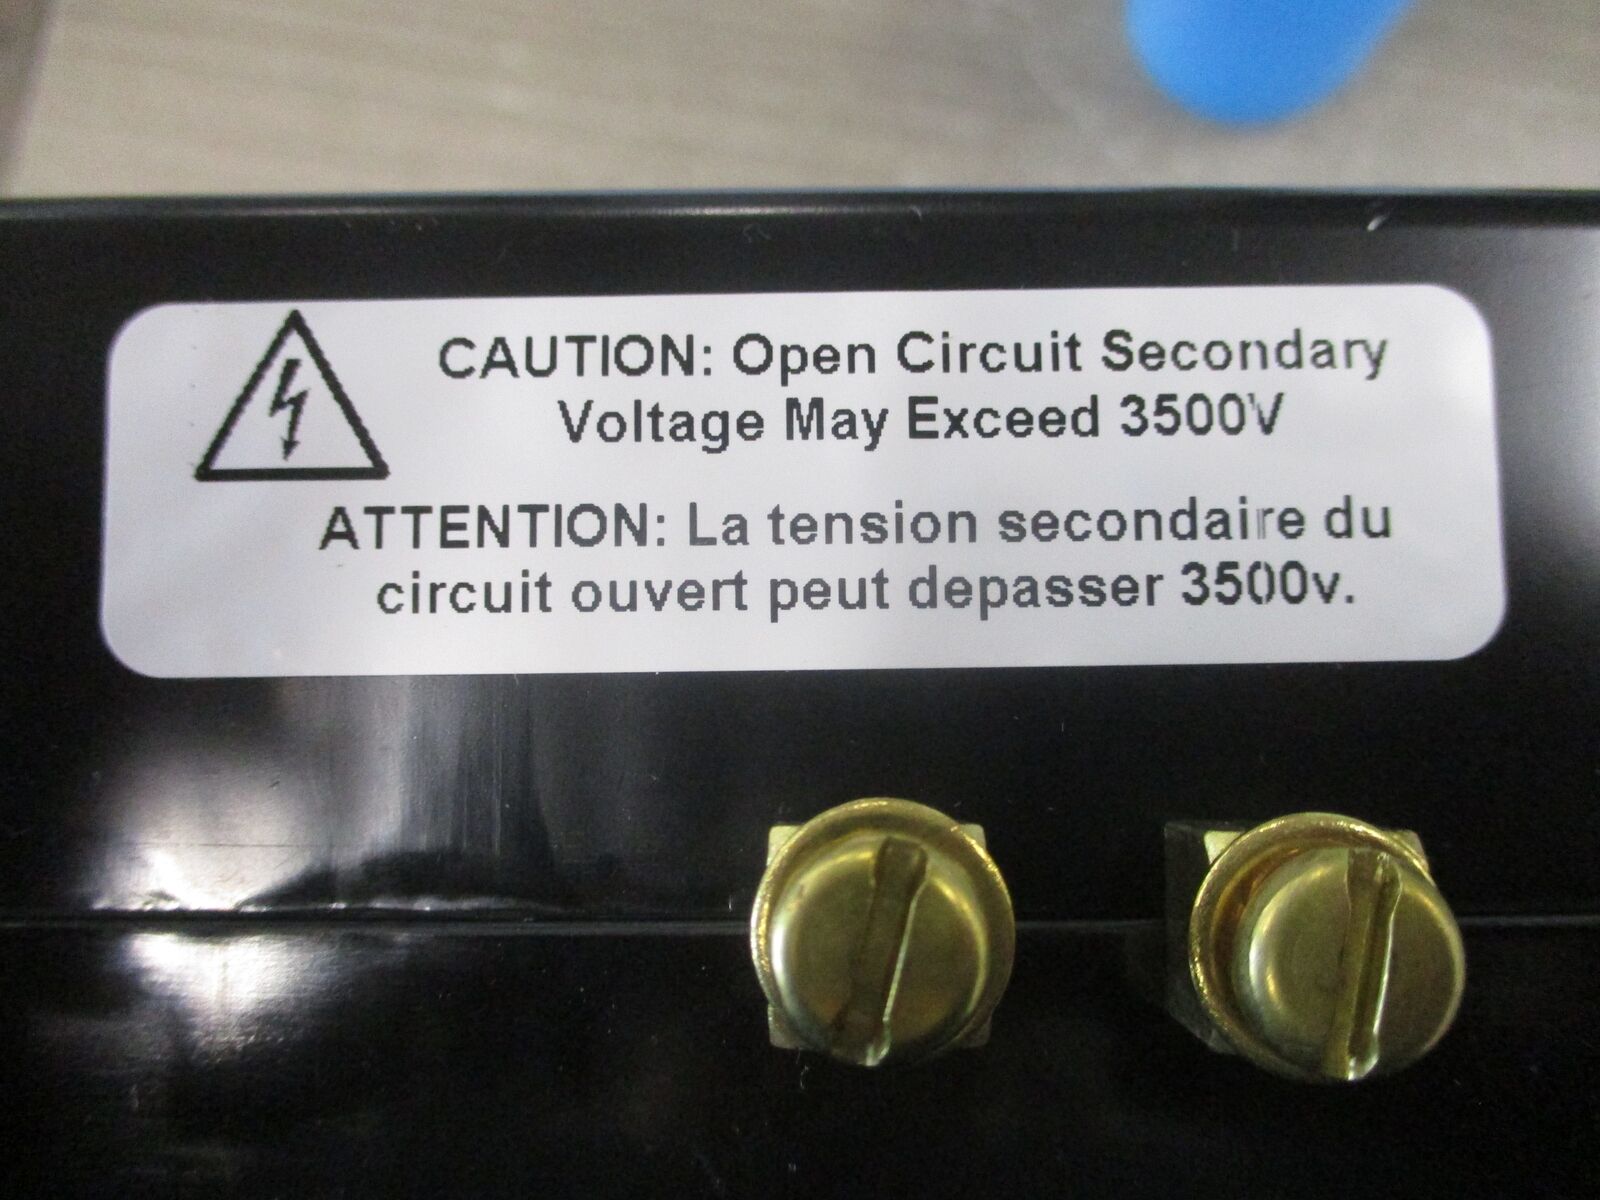 CAUTION: Open Circuit Secondary
Voltage May Exceed 3500V
ATTENTION: La tension secondaire du
circuit ouvert peut depasser 3500v.